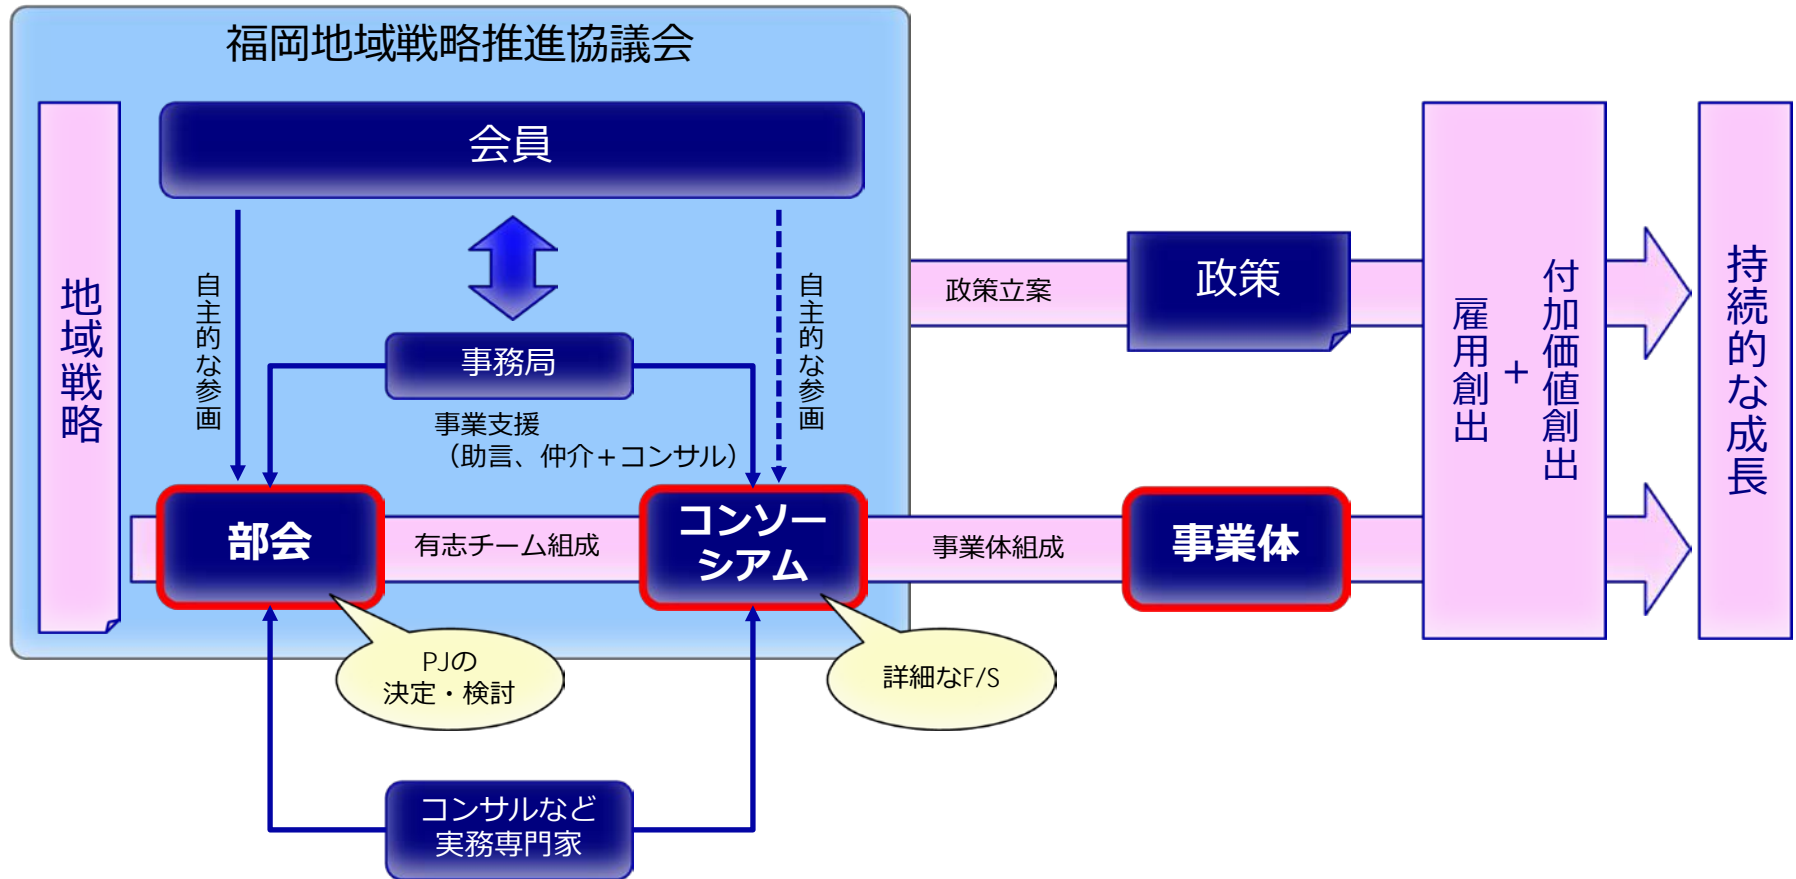 福岡地域戦略推進協議会
会員
地域戦略
自主的な参画
自主的な参画
事務局
事業支援
（助言、仲介＋コンサル）
政策立案
政策
部会
有志チーム組成
コンソー
シアム
事業体組成
事業体
付加価値創出
＋
雇用創出
持続的な成長
PJの
決定・検討
詳細なF/S
コンサルなど
実務専門家